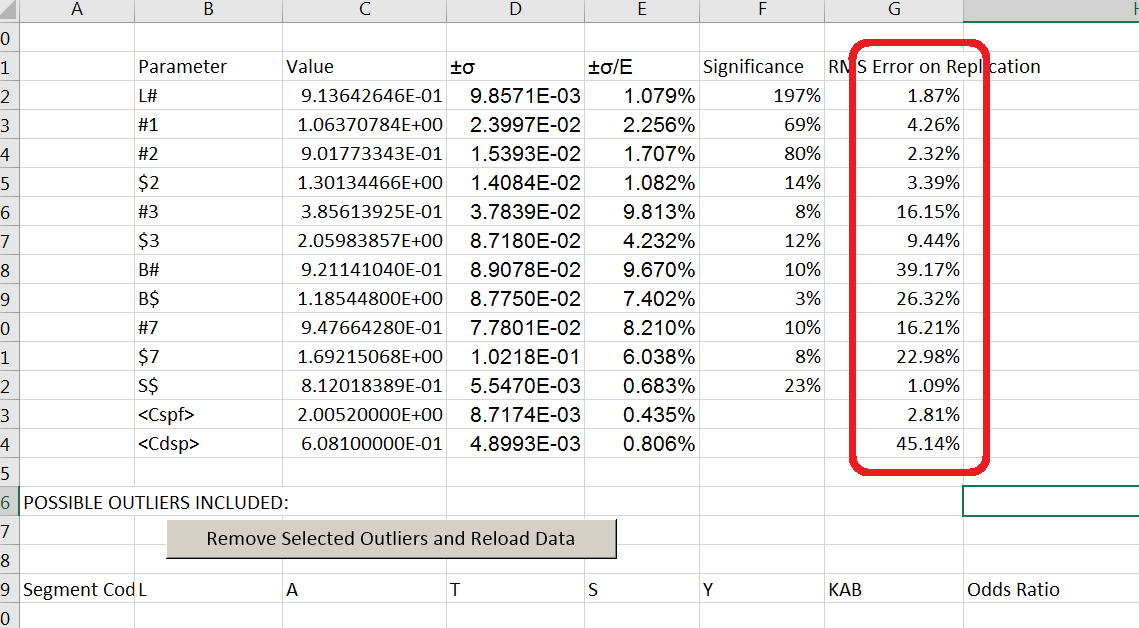 A B C D E F G H
0
1 Parameter Value ±σ ±σ/E Significance RMS Error on Replication
2 L# 9.13642646E-01 9.8571E-03 1.079% 197% 1.87%
3 #1 1.06370784E+00 2.3997E-02 2.256% 69% 4.26%
4 #2 9.01773343E-01 1.5393E-02 1.707% 80% 2.32%
5 $2 1.30134466E+00 1.4084E-02 1.082% 14% 3.39%
6 #3 3.85613925E-01 3.7839E-02 9.813% 8% 16.15%
7 $3 2.05983857E+00 8.7180E-02 4.232% 12% 9.44%
8 B# 9.21141040E-01 8.9078E-02 9.670% 10% 39.17%
9 B$ 1.18544800E+00 8.7750E-02 7.402% 3% 26.32%
0 #7 9.47664280E-01 7.7801E-02 8.210% 10% 16.21%
1 $7 1.69215068E+00 1.0218E-01 6.038% 8% 22.98%
2 S$ 8.12018389E-01 5.5470E-03 0.683% 23% 1.09%
3 <Cspf> 2.00520000E+00 8.7174E-03 0.435% 2.81%
4 <Cdsp> 6.08100000E-01 4.8993E-03 0.806% 45.14%
5
6 POSSIBLE OUTLIERS INCLUDED:
7 Remove Selected Outliers and Reload Data
8
9 Segment Cod L A T S Y KAB Odds Ratio
0